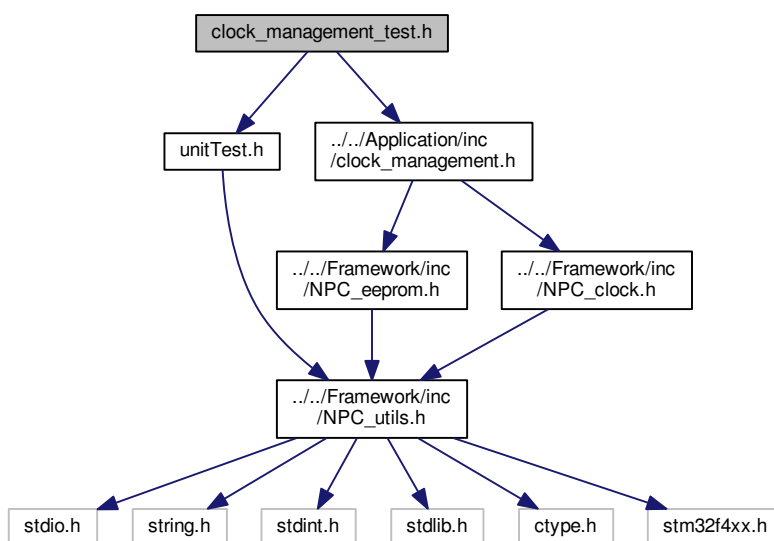 clock_management_test.h
unitTest.h
../../Application/inc
/clock_management.h
../../Framework/inc
/NPC_eeprom.h
../../Framework/inc
/NPC_clock.h
../../Framework/inc
/NPC_utils.h
stdio.h
string.h
stdint.h
stdlib.h
ctype.h
stm32f4xx.h